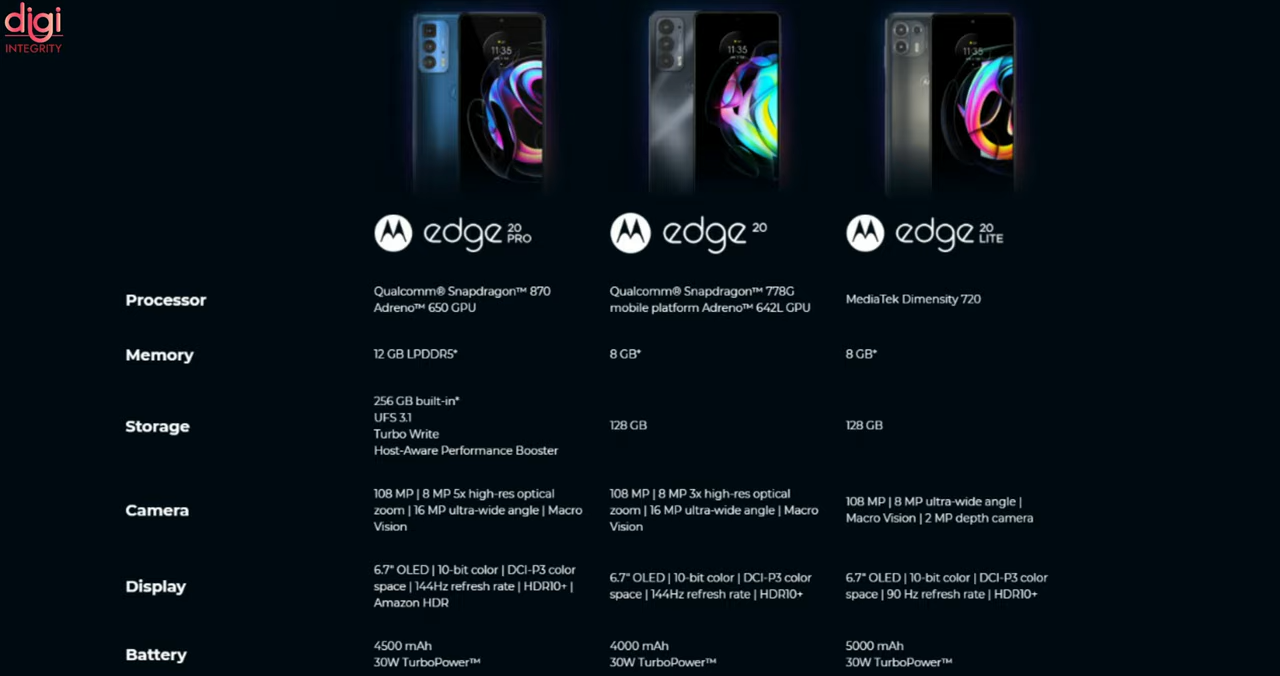 digi
INTEGRITY
11:35
11:35
11:35
edge 20 PRO
edge 20
edge 20 LITE
Processor
Qualcomm® Snapdragon™ 870
Adreno™ 650 GPU
Qualcomm® Snapdragon™ 778G
mobile platform Adreno™ 642L GPU
MediaTek Dimensity 720
Memory
12 GB LPDDR5*
8 GB*
8 GB*
Storage
256 GB built-in*
UFS 3.1
Turbo Write
Host-Aware Performance Booster
128 GB
128 GB
Camera
108 MP | 8 MP 5x high-res optical
zoom | 16 MP ultra-wide angle | Macro
Vision
108 MP | 8 MP 3x high-res optical
zoom | 16 MP ultra-wide angle | Macro
Vision
108 MP | 8 MP ultra-wide angle |
Macro Vision | 2 MP depth camera
Display
6.7" OLED | 10-bit color | DCI-P3 color
space | 144Hz refresh rate | HDR10+ |
Amazon HDR
6.7" OLED | 10-bit color | DCI-P3 color
space | 144Hz refresh rate | HDR10+
6.7" OLED | 10-bit color | DCI-P3 color
space | 90 Hz refresh rate | HDR10+
Battery
4500 mAh
30W TurboPower™
4000 mAh
30W TurboPower™
5000 mAh
30W TurboPower™